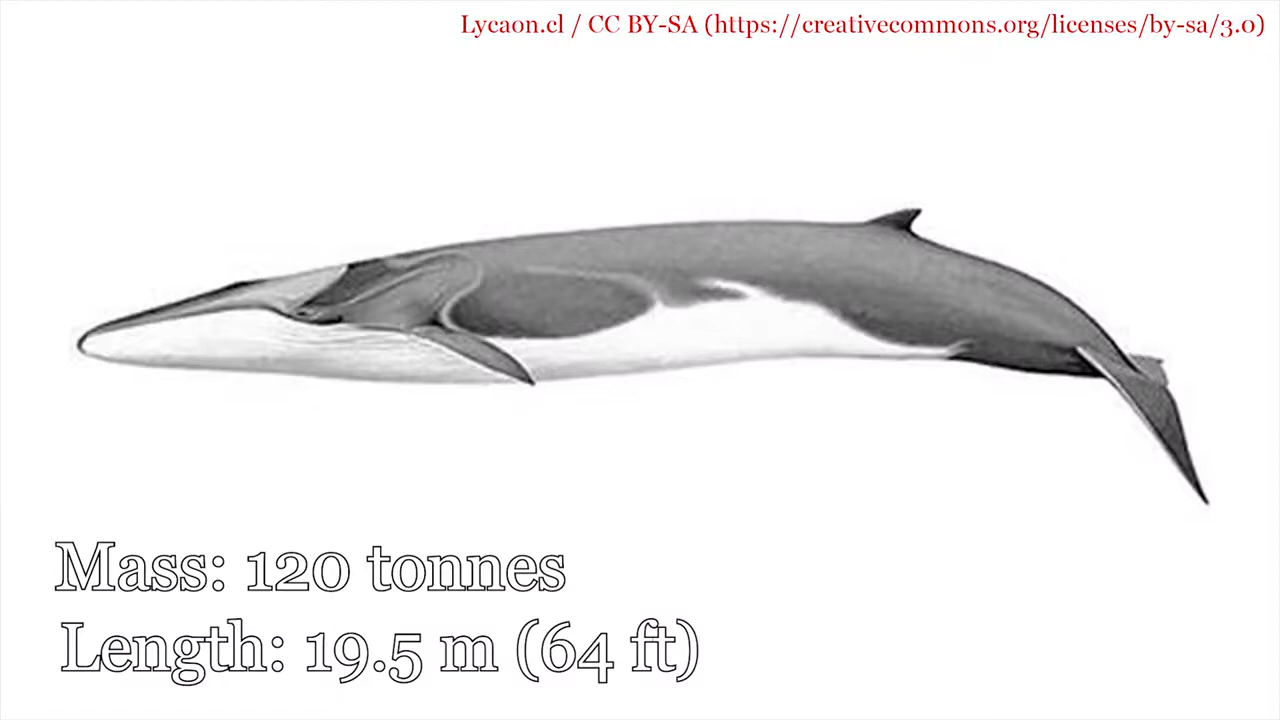 Lycaon.cl / CC BY-SA (https://creativecommons.org/licenses/by-sa/3.0)
Mass: 120 tonnes
Length: 19.5 m (64 ft)